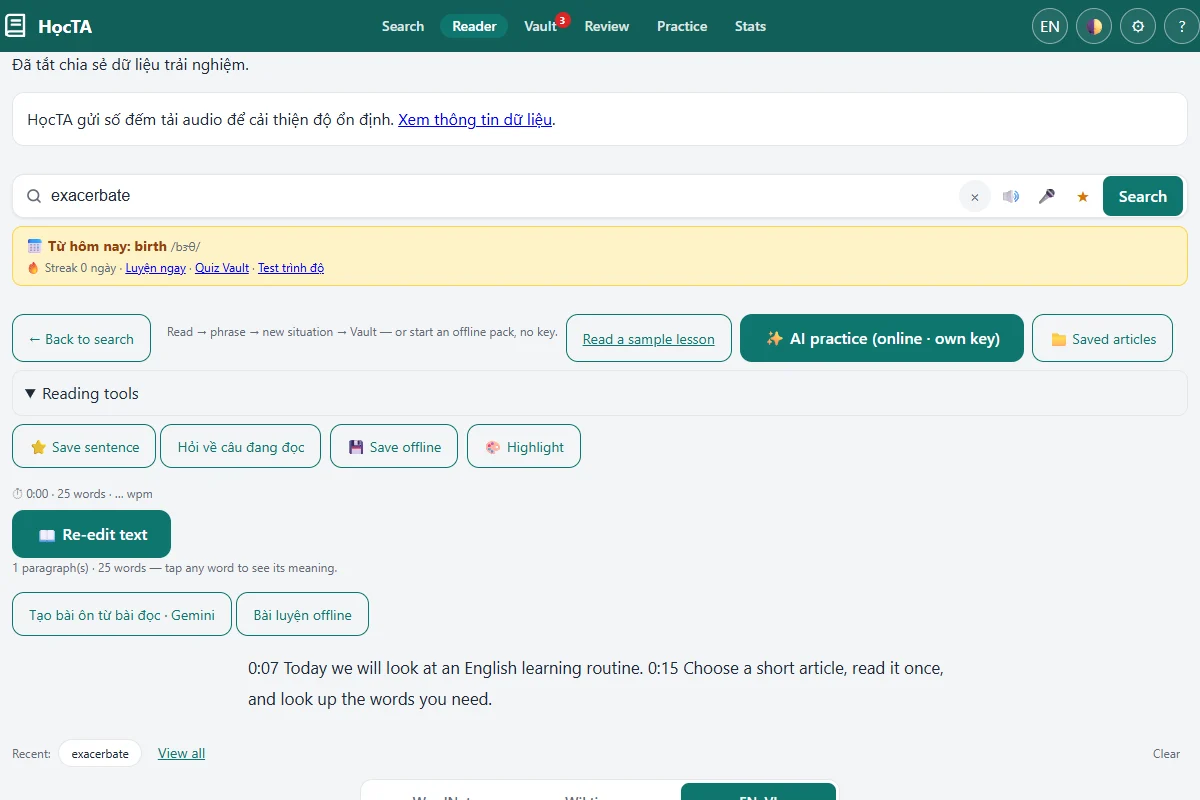 HọcTA
Search Reader Vault 3 Review Practice Stats
EN ?
Đã tắt chia sẻ dữ liệu trải nghiệm.
HọcTA gửi số đếm tải audio để cải thiện độ ổn định. Xem thông tin dữ liệu.
exacerbate × Search
Từ hôm nay: birth /bɝθ/
Streak 0 ngày · Luyện ngay · Quiz Vault · Test trình độ
← Back to search
Read → phrase → new situation → Vault — or start an offline pack, no key.
Read a sample lesson
AI practice (online · own key)
Saved articles
▼ Reading tools
Save sentence
Hỏi về câu đang đọc
Save offline
Highlight
0:00 · 25 words · ... wpm
Re-edit text
1 paragraph(s) · 25 words — tap any word to see its meaning.
Tạo bài ôn từ bài đọc · Gemini
Bài luyện offline
0:07 Today we will look at an English learning routine. 0:15 Choose a short article, read it once,
and look up the words you need.
Recent: exacerbate View all Clear